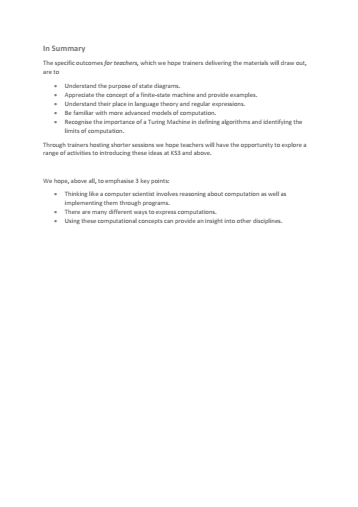 In Summary
The specific outcomes for teachers, which we hope trainers delivering the materials will draw out,
are to
• Understand the purpose of state diagrams.
• Appreciate the concept of a finite-state machine and provide examples.
• Understand their place in language theory and regular expressions.
• Be familiar with more advanced models of computation.
• Recognise the importance of a Turing Machine in defining algorithms and identifying the
limits of computation.
Through trainers hosting shorter sessions we hope teachers will have the opportunity to explore a
range of activities to introducing these ideas at KS3 and above.
We hope, above all, to emphasise 3 key points:
• Thinking like a computer scientist involves reasoning about computation as well as
implementing them through programs.
• There are many different ways to express computations.
• Using these computational concepts can provide an insight into other disciplines.